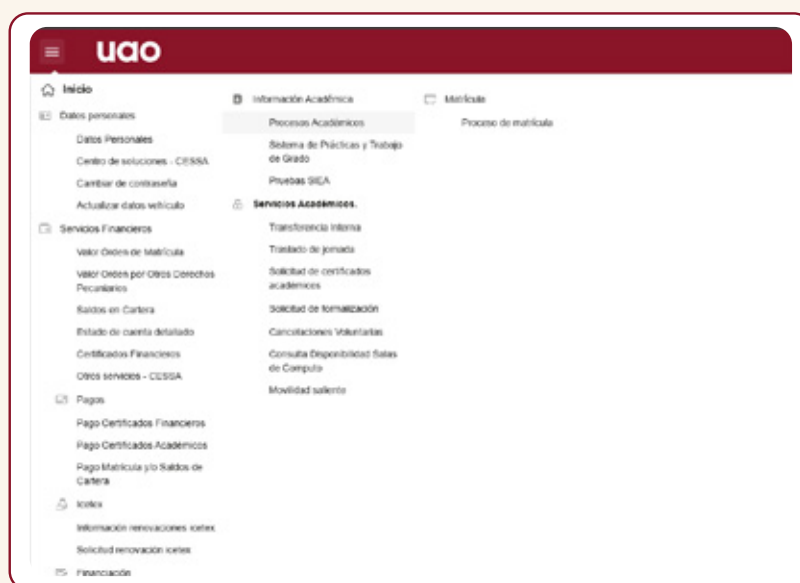 uao
Inicio
Datos personales
Datos Personales
Centro de soluciones - CESSA
Cambiar de contraseña
Actualizar datos vehículo
Servicios Financieros
Valor Orden de Matrícula
Valor Orden por Otros Derechos
Pecuniarios
Saldos en Cartera
Estado de cuenta detallado
Certificados Financieros
Otros servicios - CESSA
Pagos
Pago Certificados Financieros
Pago Certificados Académicos
Pago Matrícula y/o Saldos de
Cartera
Icetex
Información renovaciones icetex
Solicitud renovación icetex
Financiación
Información Académica
Procesos Académicos
Sistema de Prácticas y Trabajo
de Grado
Pruebas SIEA
Servicios Académicos.
Transferencia Interna
Traslado de jornada
Solicitud de certificados
académicos
Solicitud de formalización
Cancelaciones Voluntarias
Consulta Disponibilidad Salas
de Computo
Movilidad saliente
Matrícula
Proceso de matrícula